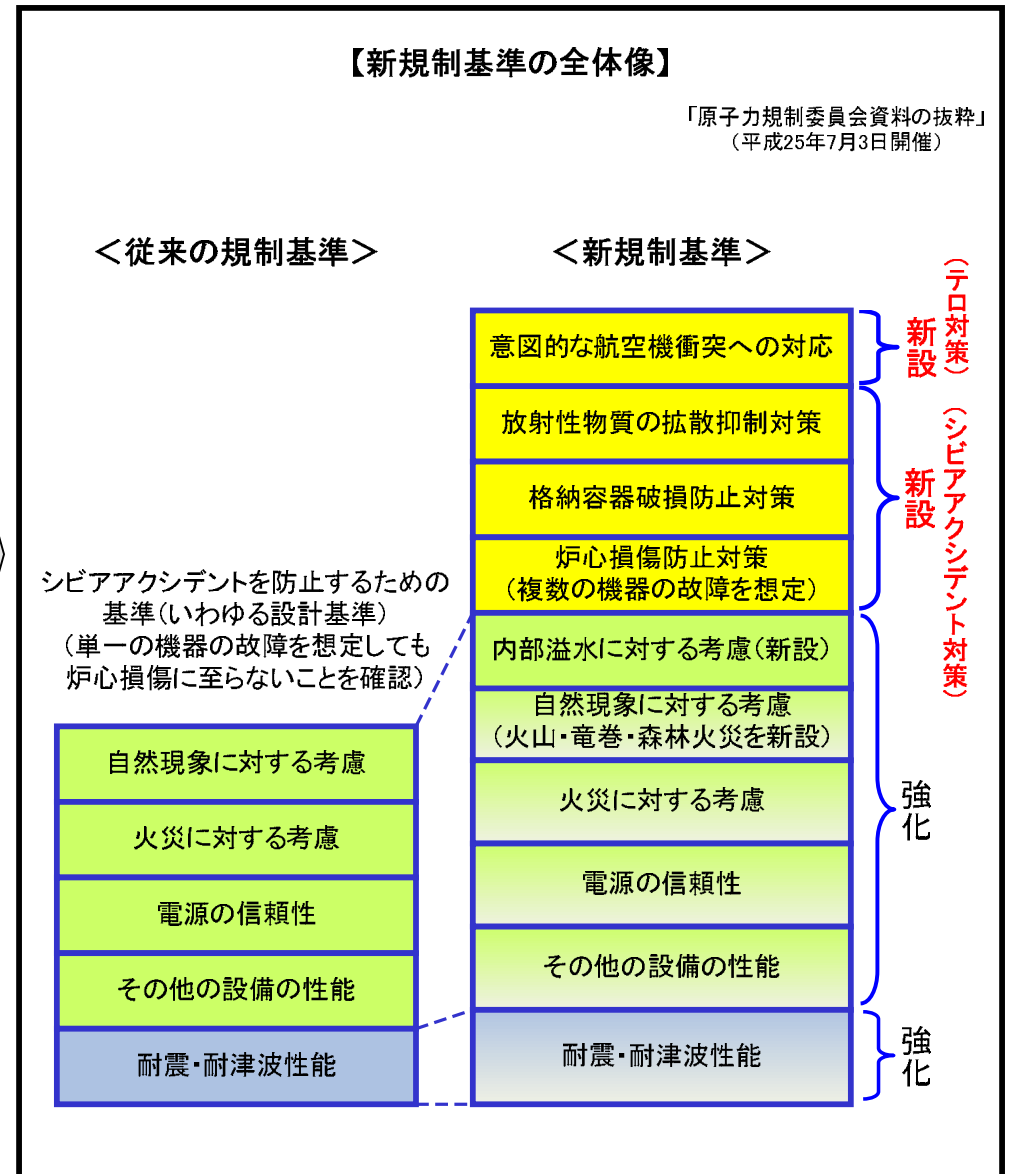 【新規制基準の全体像】
「原子力規制委員会資料の抜粋」
(平成25年7月3日開催)
＜従来の規制基準＞
＜新規制基準＞
シビアアクシデントを防止するための
基準(いわゆる設計基準)
(単一の機器の故障を想定しても
炉心損傷に至らないことを確認)
自然現象に対する考慮
火災に対する考慮
電源の信頼性
その他の設備の性能
耐震・耐津波性能
意図的な航空機衝突への対応
放射性物質の拡散抑制対策
格納容器破損防止対策
炉心損傷防止対策
(複数の機器の故障を想定)
内部溢水に対する考慮(新設)
自然現象に対する考慮
(火山・竜巻・森林火災を新設)
火災に対する考慮
電源の信頼性
その他の設備の性能
耐震・耐津波性能
(テロ対策)
新設
(シビアアクシデント対策)
新設
強化
強化